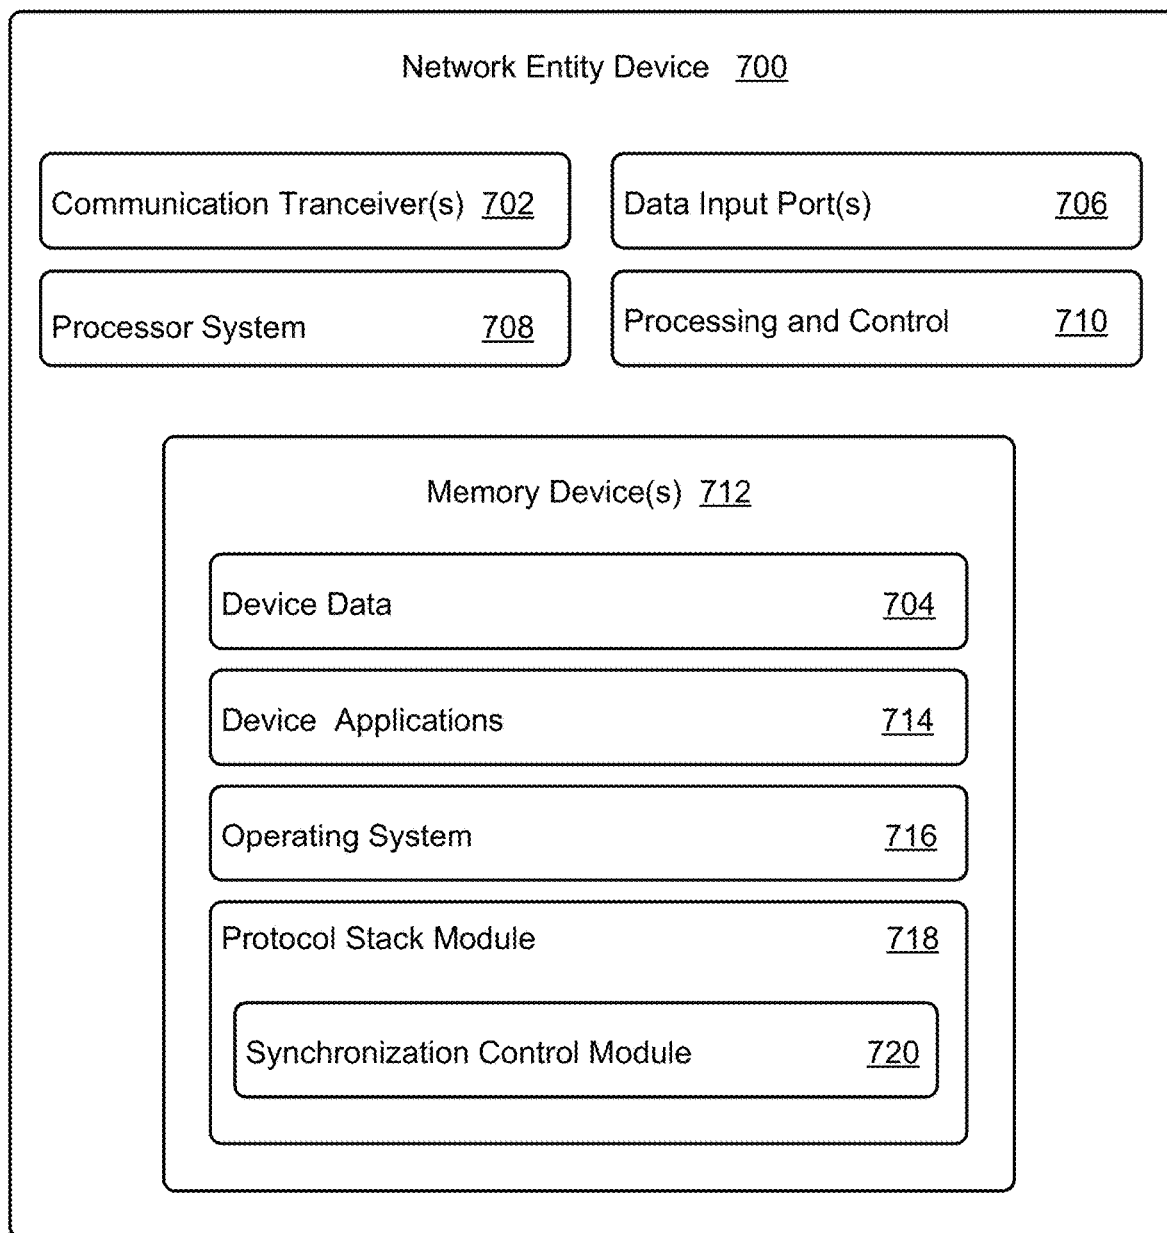 Network Entity Device 700
Communication Tranceiver(s) 702
Data Input Port(s) 706
Processor System 708
Processing and Control 710
Memory Device(s) 712
Device Data 704
Device Applications 714
Operating System 716
Protocol Stack Module 718
Synchronization Control Module 720